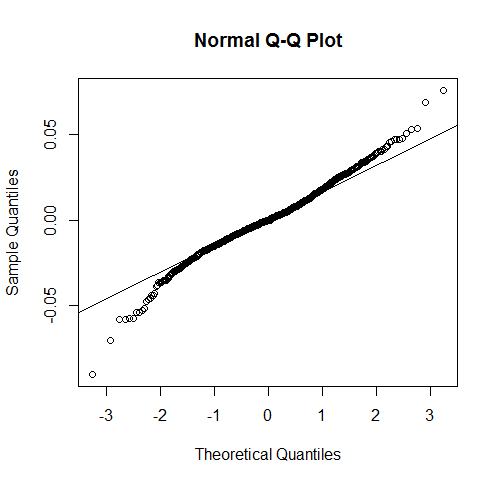 Normal Q-Q Plot
Sample Quantiles
0.05
0.00
-0.05
-3 -2 -1 0 1 2 3
Theoretical Quantiles